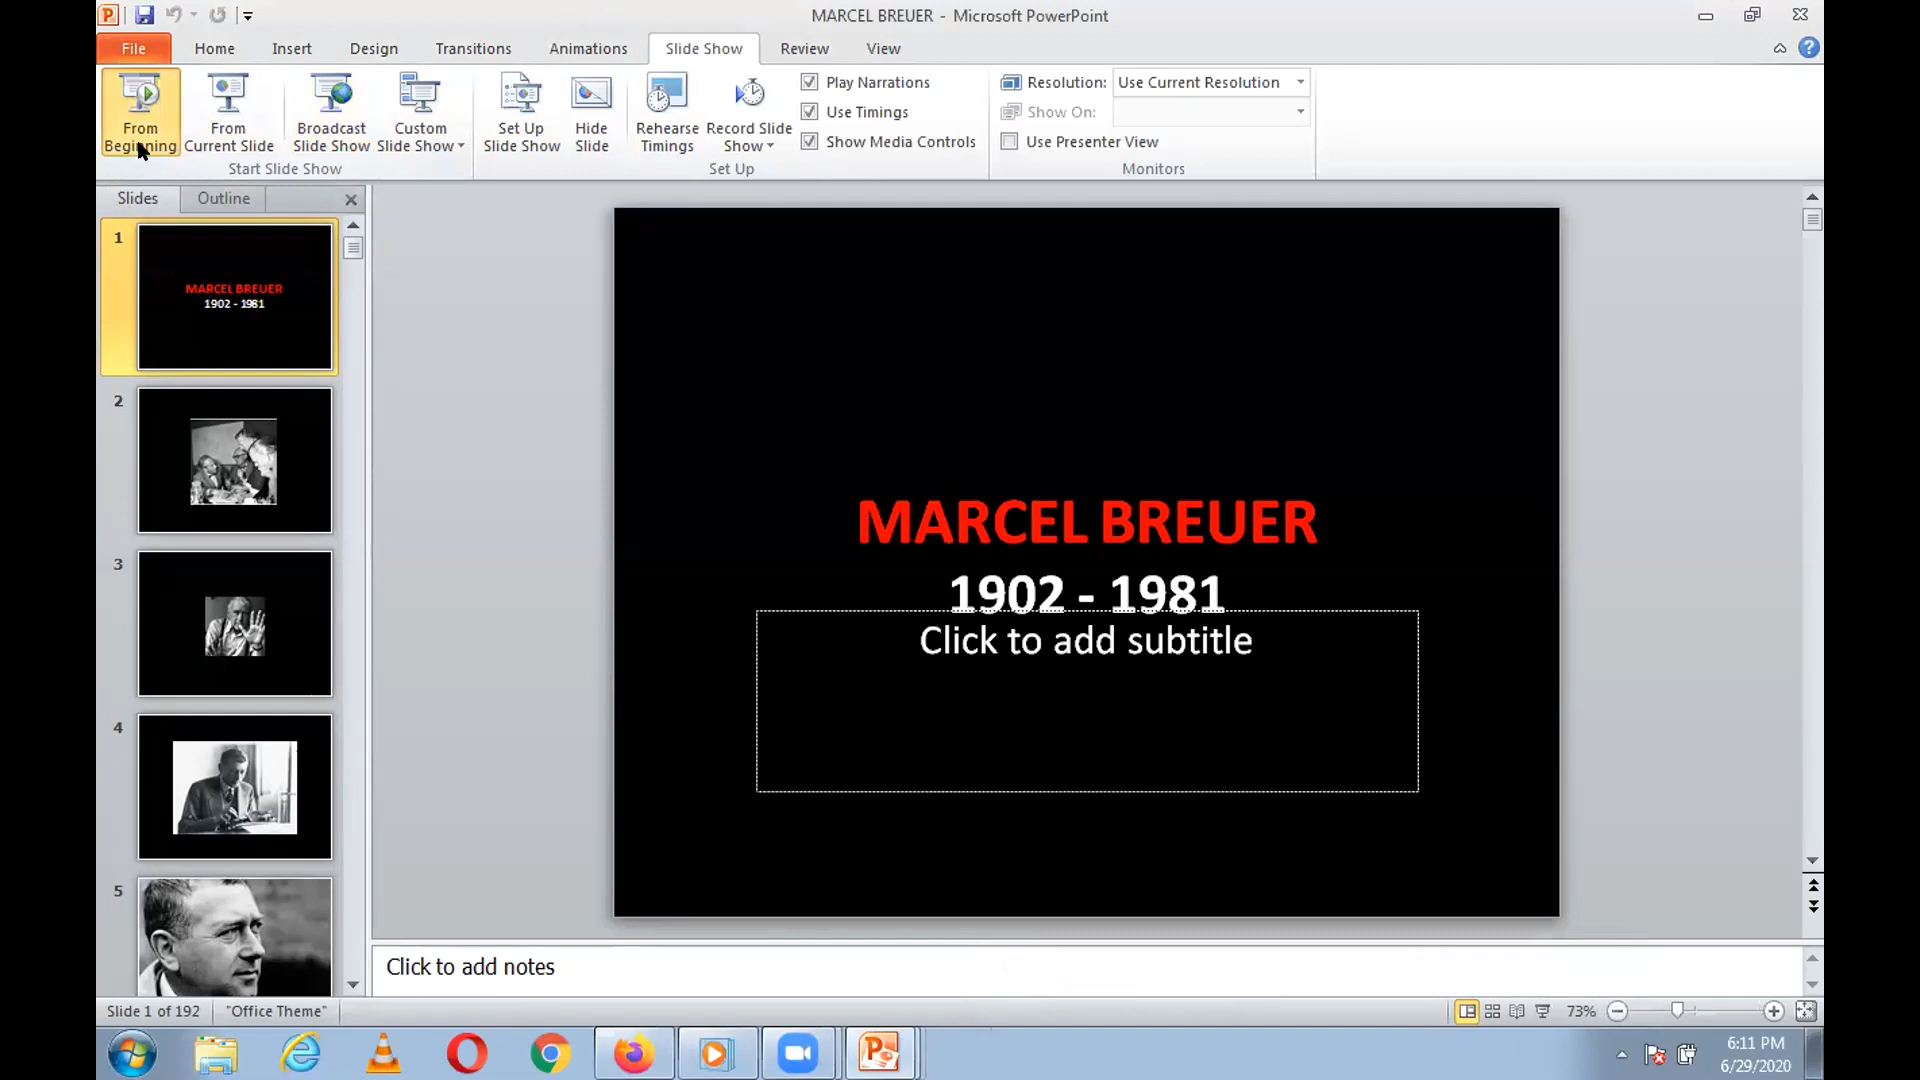 MARCEL BREUER - Microsoft PowerPoint
File Home Insert Design Transitions Animations Slide Show Review View
From Beginning
From Current Slide
Broadcast Slide Show
Custom Slide Show
Set Up Slide Show
Hide Slide
Rehearse Timings
Record Slide Show
Play Narrations
Use Timings
Show Media Controls
Resolution: Use Current Resolution
Show On:
Use Presenter View
Start Slide Show
Set Up
Monitors
Slides Outline
1
MARCEL BREUER
1902 - 1981
2
3
4
5
MARCEL BREUER
1902 - 1981
Click to add subtitle
Click to add notes
Slide 1 of 192 "Office Theme" 73%
6:11 PM
6/29/2020